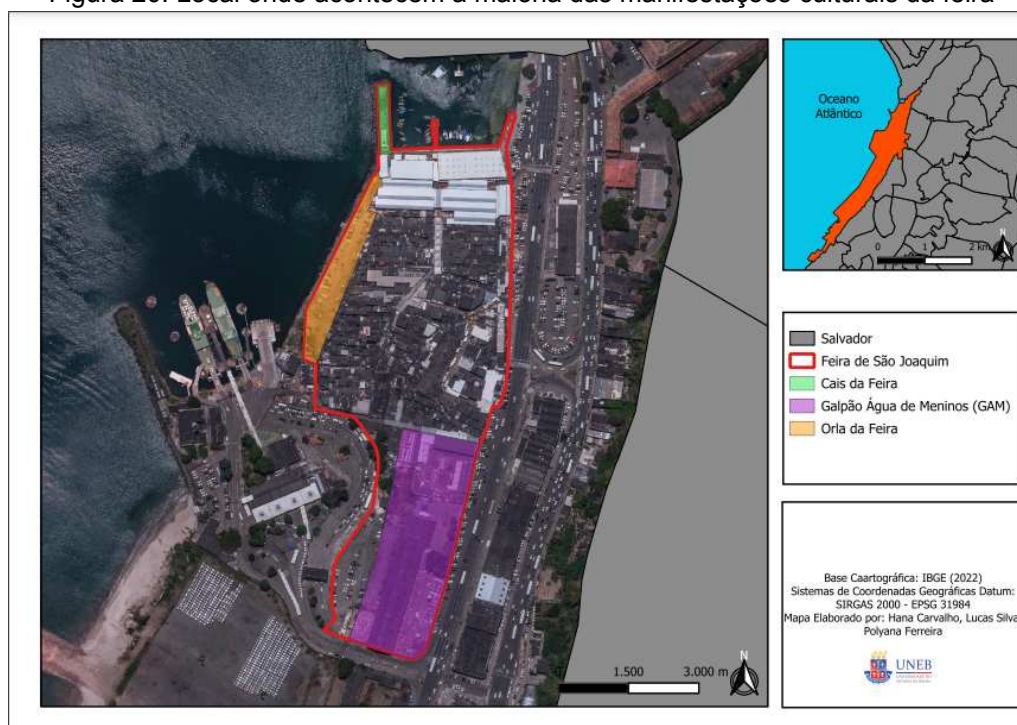 Figura 20: Local onde acontecem a maioria das manifestações culturais da feira
Oceano
Atlântico
0 1 2 km
N
Salvador
Feira de São Joaquim
Cais da Feira
Galpão Água de Meninos (GAM)
Orla da Feira
Base Caartográfica: IBGE (2022)
Sistemas de Coordenadas Geográficas Datum:
SIRGAS 2000 - EPSG 31984
Mapa Elaborado por: Hana Carvalho, Lucas Silva
Polyana Ferreira
UNEB
1.500 3.000 m
N